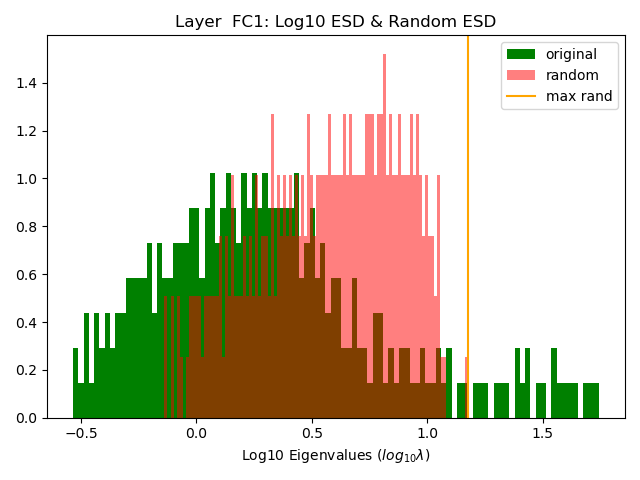 Layer  FC1: Log10 ESD & Random ESD
original
random
max rand
1.4
1.2
1.0
0.8
0.6
0.4
0.2
0.0
−0.5 0.0 0.5 1.0 1.5
Log10 Eigenvalues (log₁₀λ)